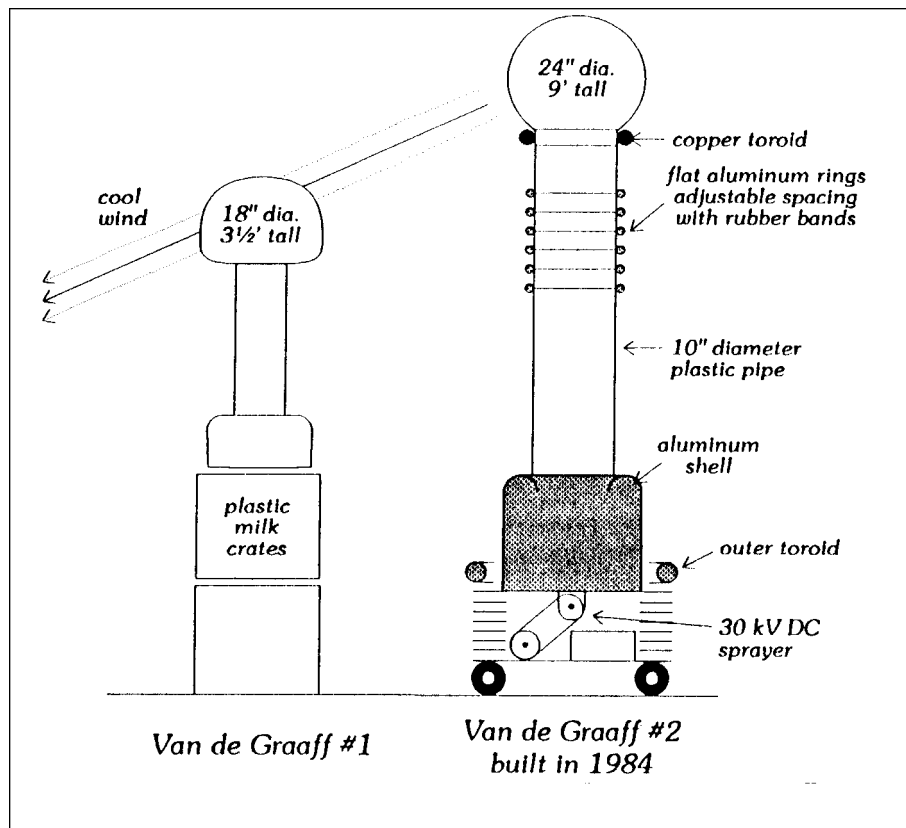 24" dia.
9' tall
copper toroid
flat aluminum rings
adjustable spacing
with rubber bands
cool
wind
18" dia.
3½' tall
10" diameter
plastic pipe
aluminum
shell
plastic
milk
crates
outer toroid
30 kV DC
sprayer
Van de Graaff #1
Van de Graaff #2
built in 1984